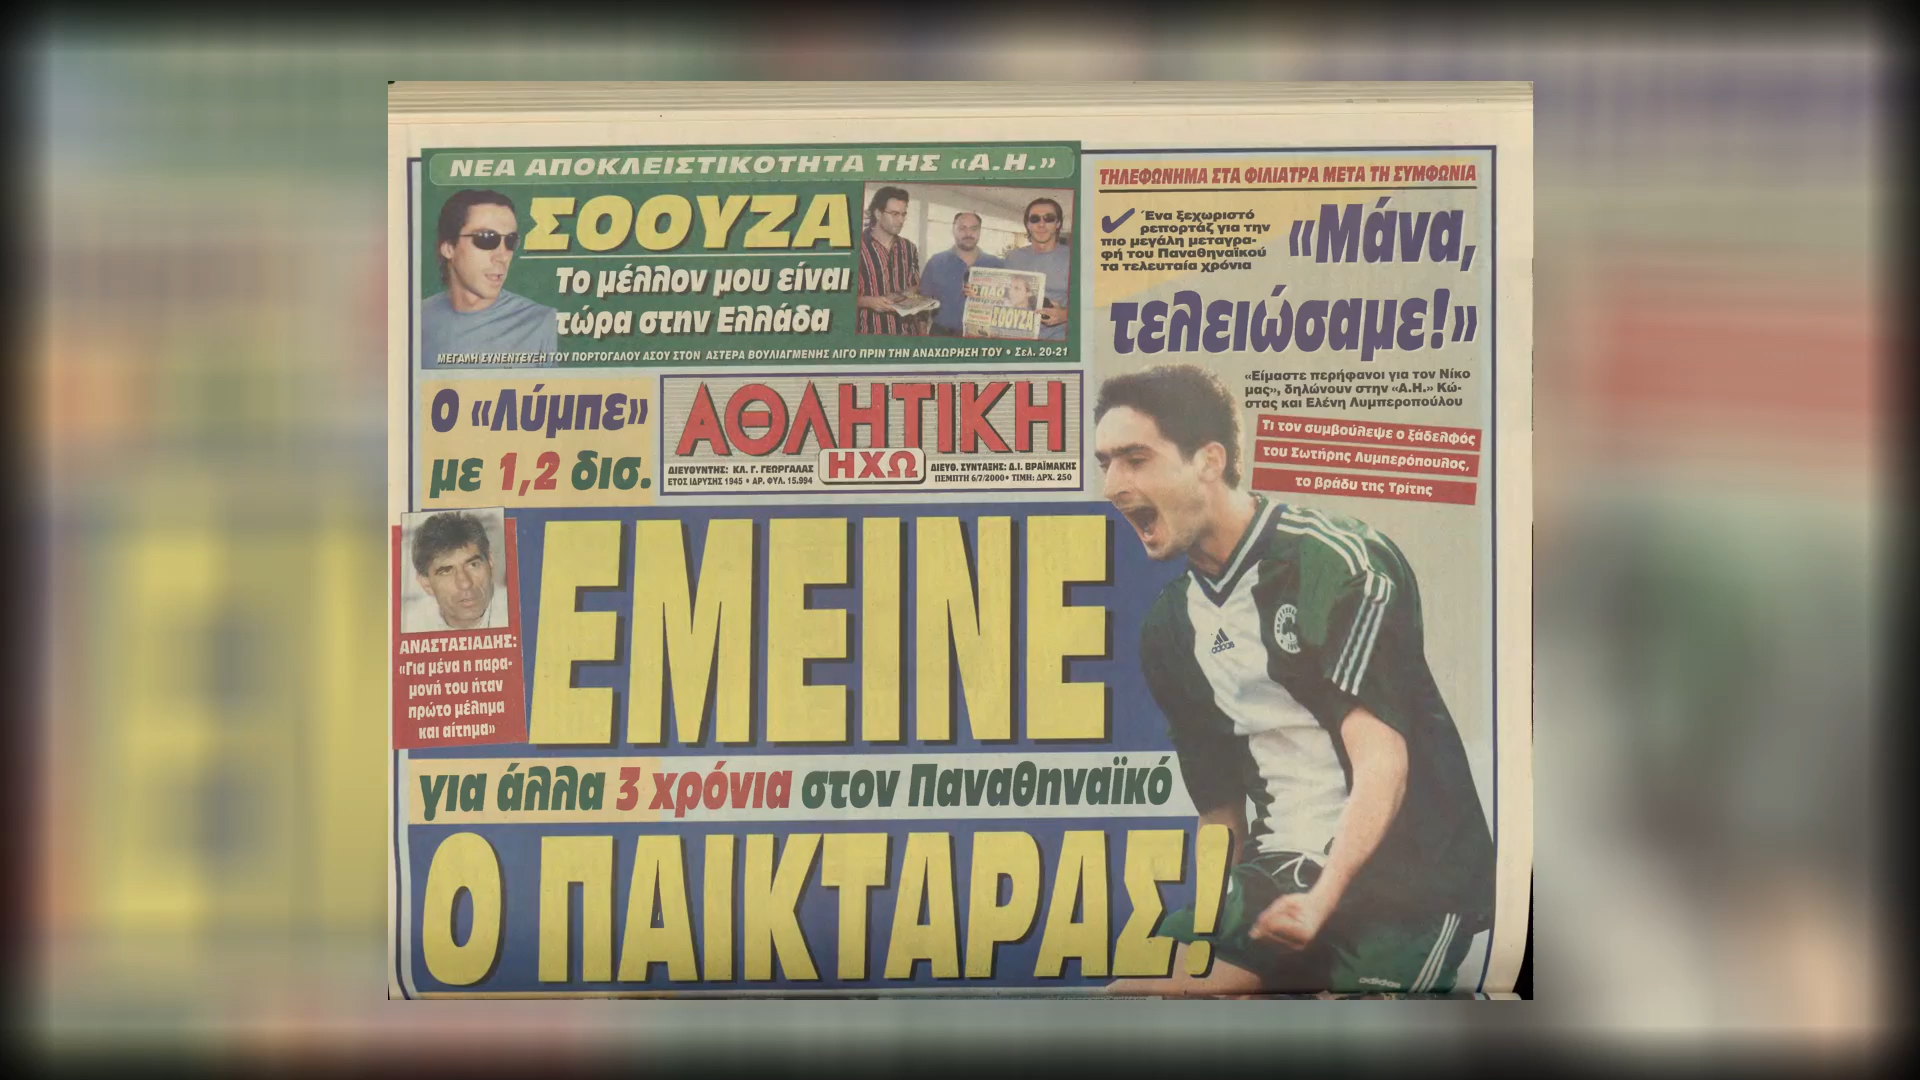 ΝΕΑ ΑΠΟΚΛΕΙΣΤΙΚΟΤΗΤΑ ΤΗΣ «Α.Η.»
ΣΟΟΥΖΑ
Το μέλλον μου είναι
τώρα στην Ελλάδα
ΜΕΓΑΛΗ ΣΥΝΕΝΤΕΥΞΗ ΤΟΥ ΠΟΡΤΟΓΑΛΟΥ ΑΣΟΥ ΣΤΟΝ ΑΣΤΕΡΑ ΒΟΥΛΙΑΓΜΕΝΗΣ ΛΙΓΟ ΠΡΙΝ ΤΗΝ ΑΝΑΧΩΡΗΣΗ ΤΟΥ • Σελ. 20-21
ΣΟΟΥΖΑ
ΤΗΛΕΦΩΝΗΜΑ ΣΤΑ ΦΙΛΙΑΤΡΑ ΜΕΤΑ ΤΗ ΣΥΜΦΩΝΙΑ
Ένα ξεχωριστό
ρεπορτάζ για την
πιο μεγάλη μεταγρα-
φή του Παναθηναϊκού
τα τελευταία χρόνια
«Μάνα,
τελειώσαμε!»
«Είμαστε περήφανοι για τον Νίκο
μας», δηλώνουν στην «Α.Η.» Κώ-
στας και Ελένη Λυμπεροπούλου
Τι τον συμβούλεψε ο ξάδελφός
του Σωτήρης Λυμπερόπουλος,
το βράδυ της Τρίτης
Ο «Λύμπε»
με 1,2 δισ.
ΑΘΛΗΤΙΚΗ
ΗΧΩ
ΔΙΕΥΘΥΝΤΗΣ: ΚΛ. Γ. ΓΕΩΡΓΑΛΑΣ
ΕΤΟΣ ΙΔΡΥΣΗΣ 1945 • ΑΡ. ΦΥΛ. 15.994
ΔΙΕΥΘ. ΣΥΝΤΑΞΗΣ: Δ.Ι. ΒΡΑΪΜΑΚΗΣ
ΠΕΜΠΤΗ 6/7/2000 • ΤΙΜΗ: ΔΡΧ. 250
ΑΝΑΣΤΑΣΙΑΔΗΣ:
«Για μένα η παρα-
μονή του ήταν
πρώτο μέλημα
και αίτημα»
ΕΜΕΙΝΕ
για άλλα 3 χρόνια στον Παναθηναϊκό
Ο ΠΑΙΚΤΑΡΑΣ!
adidas
adidas